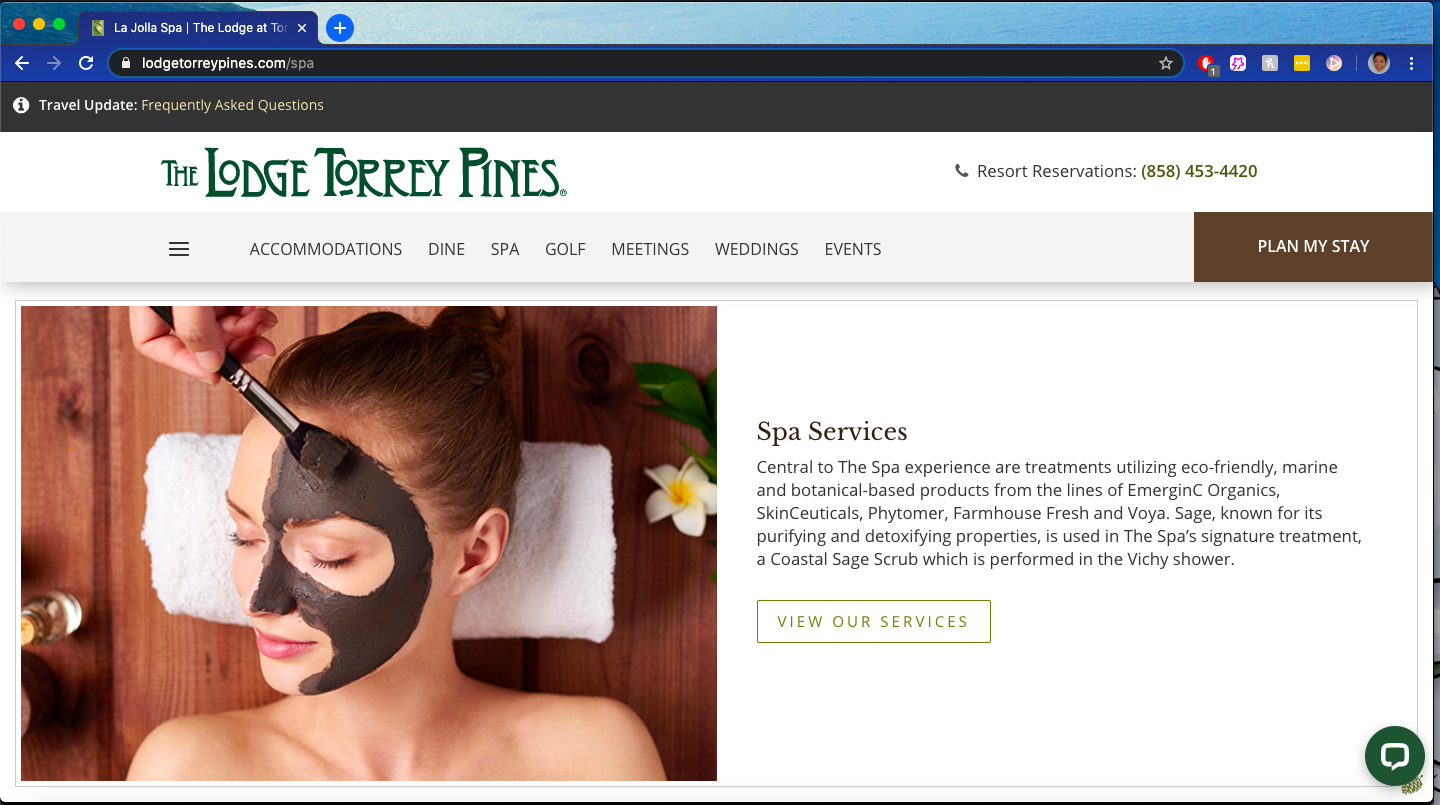 La Jolla Spa | The Lodge at Tor
lodgetorreypines.com/spa
1
Travel Update: Frequently Asked Questions
THE LODGE TORREY PINES®
Resort Reservations: (858) 453-4420
ACCOMMODATIONS DINE SPA GOLF MEETINGS WEDDINGS EVENTS
PLAN MY STAY
Spa Services
Central to The Spa experience are treatments utilizing eco-friendly, marine
and botanical-based products from the lines of EmerginC Organics,
SkinCeuticals, Phytomer, Farmhouse Fresh and Voya. Sage, known for its
purifying and detoxifying properties, is used in The Spa’s signature treatment,
a Coastal Sage Scrub which is performed in the Vichy shower.
VIEW OUR SERVICES